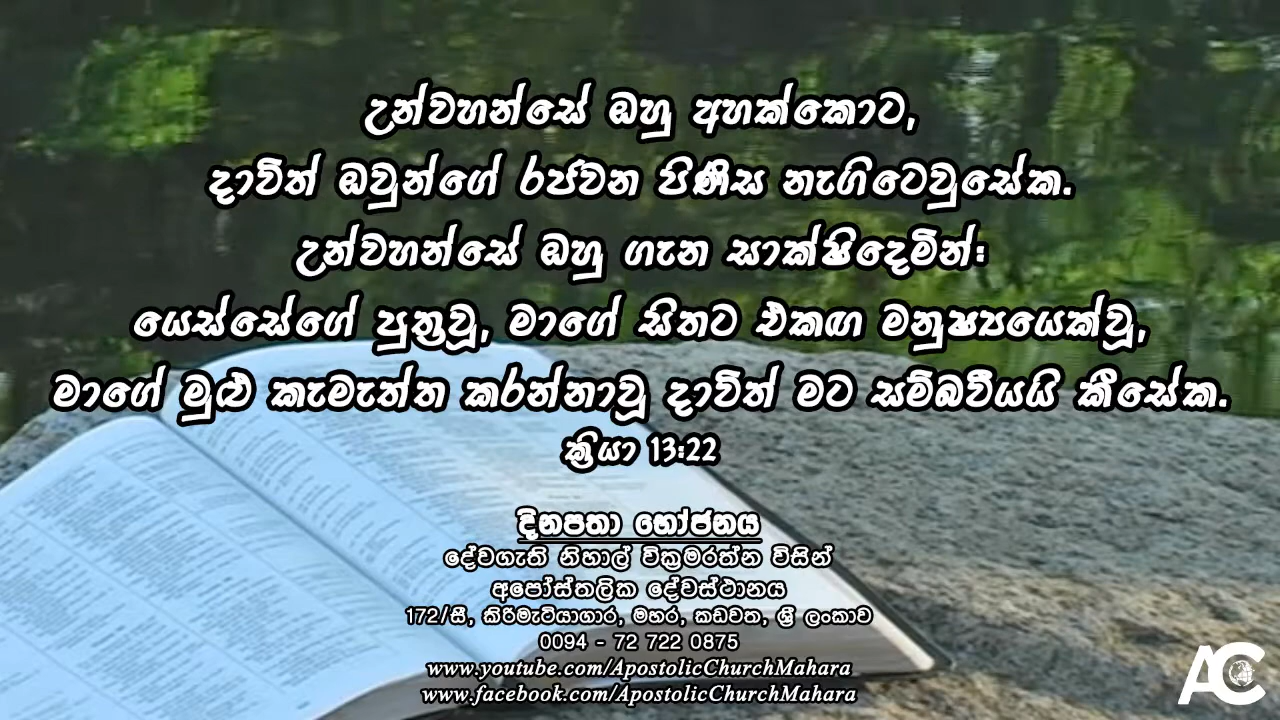 උන්වහන්සේ ඔහු අහක්කොට,
දාවිත් ඔවුන්ගේ රජවන පිණිස නැගිටෙවුසේක.
උන්වහන්සේ ඔහු ගැන සාක්ෂිදෙමින්:
යෙස්සේගේ පුත්‍රවූ, මාගේ සිතට එකඟ මනුෂ්‍යයෙක්වූ,
මාගේ මුළු කැමැත්ත කරන්නාවූ දාවිත් මට සම්බවීයයි කීසේක.
ක්‍රියා 13:22
දිනපතා භෝජනය
දේවගැති නිහාල් වික්‍රමරත්න විසින්
අපෝස්තලික දේවස්ථානය
172/සී, කිරිමැටියාගාර, මහර, කඩවත, ශ්‍රී ලංකාව
0094 - 72 722 0875
www.youtube.com/ApostolicChurchMahara
www.facebook.com/ApostolicChurchMahara
AC